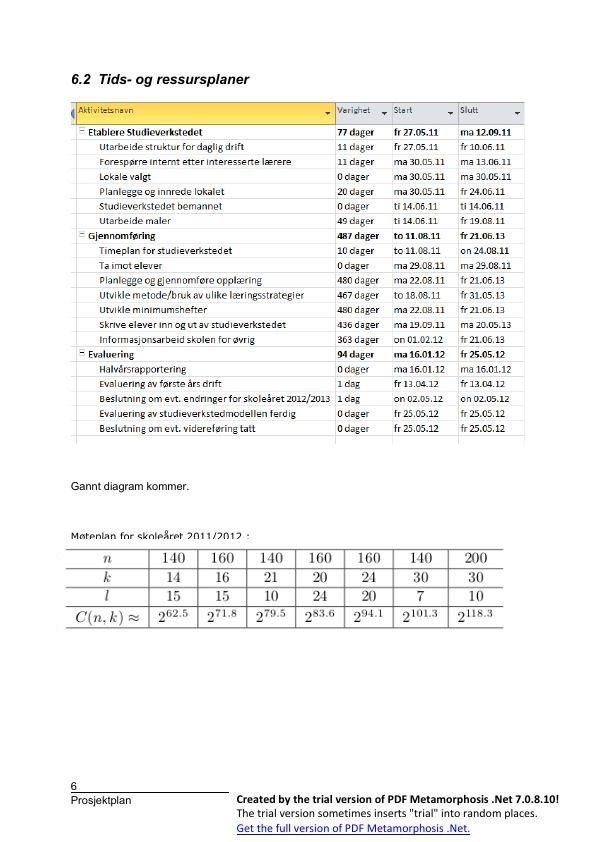 6.2 Tids- og ressursplaner
Aktivitetsnavn Varighet Start Slutt
Etablere Studieverkstedet 77 dager fr 27.05.11 ma 12.09.11
Utarbeide struktur for daglig drift 11 dager fr 27.05.11 fr 10.06.11
Forespørre internt etter interesserte lærere 11 dager ma 30.05.11 ma 13.06.11
Lokale valgt 0 dager ma 30.05.11 ma 30.05.11
Planlegge og innrede lokalet 20 dager ma 30.05.11 fr 24.06.11
Studieverkstedet bemannet 0 dager ti 14.06.11 ti 14.06.11
Utarbeide maler 49 dager ti 14.06.11 fr 19.08.11
Gjennomføring 487 dager to 11.08.11 fr 21.06.13
Timeplan for studieverkstedet 10 dager to 11.08.11 on 24.08.11
Ta imot elever 0 dager ma 29.08.11 ma 29.08.11
Planlegge og gjennomføre opplæring 480 dager ma 22.08.11 fr 21.06.13
Utvikle metode/bruk av ulike læringsstrategier 467 dager to 18.08.11 fr 31.05.13
Utvikle minimumshefter 480 dager ma 22.08.11 fr 21.06.13
Skrive elever inn og ut av studieverkstedet 436 dager ma 19.09.11 ma 20.05.13
Informasjonsarbeid skolen for øvrig 363 dager on 01.02.12 fr 21.06.13
Evaluering 94 dager ma 16.01.12 fr 25.05.12
Halvårsrapportering 0 dager ma 16.01.12 ma 16.01.12
Evaluering av første års drift 1 dag fr 13.04.12 fr 13.04.12
Beslutning om evt. endringer for skoleåret 2012/2013 1 dag on 02.05.12 on 02.05.12
Evaluering av studieverkstedmodellen ferdig 0 dager fr 25.05.12 fr 25.05.12
Beslutning om evt. videreføring tatt 0 dager fr 25.05.12 fr 25.05.12
Gannt diagram kommer.
Møteplan for skoleåret 2011/2012 :
n 140 160 140 160 160 140 200
k 14 16 21 20 24 30 30
l 15 15 10 24 20 7 10
C(n, k) ≈ 2^62.5 2^71.8 2^79.5 2^83.6 2^94.1 2^101.3 2^118.3
6
Prosjektplan
Created by the trial version of PDF Metamorphosis .Net 7.0.8.10!
The trial version sometimes inserts "trial" into random places.
Get the full version of PDF Metamorphosis .Net.